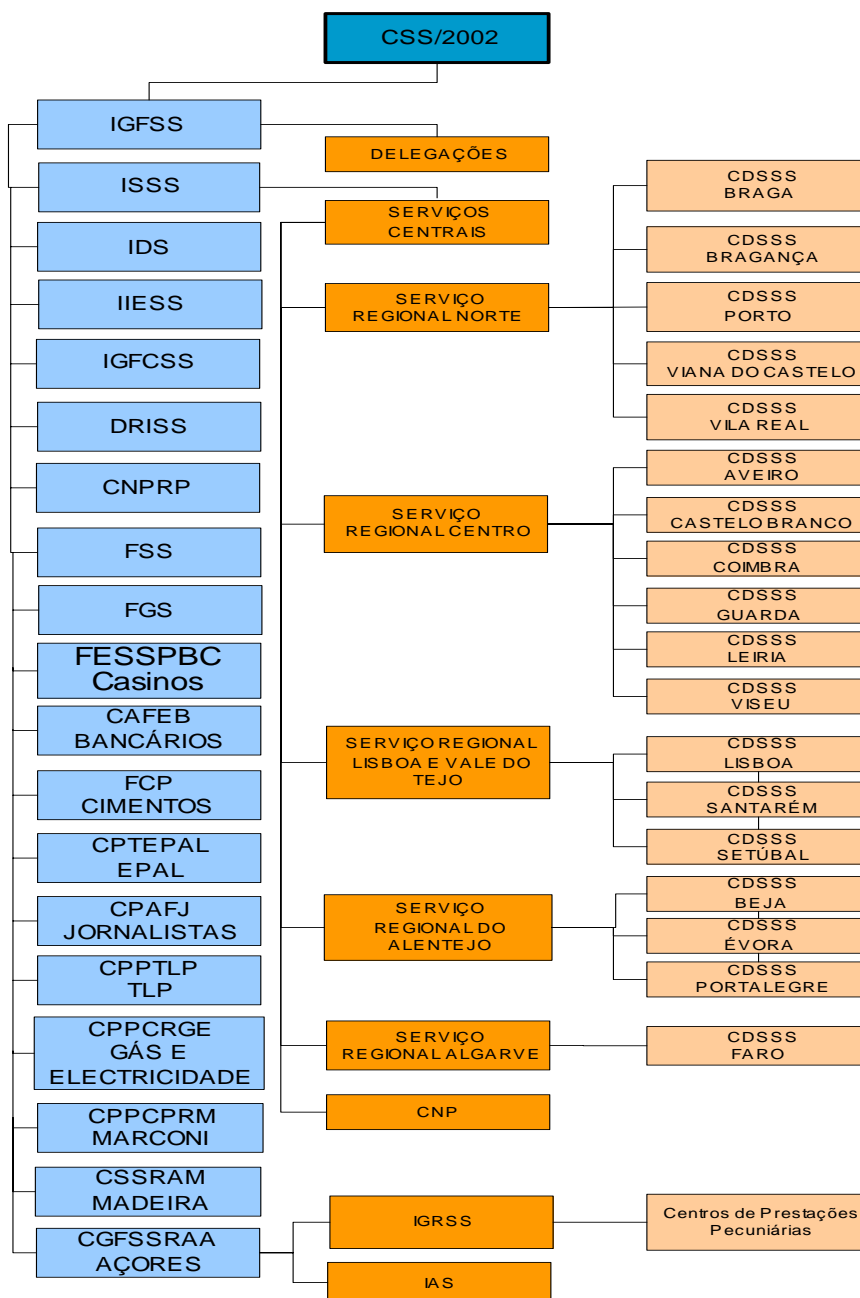 CSS/2002
IGFSS
ISSS
IDS
IIESS
IGFCSS
DRISS
CNPRP
FSS
FGS
FESSPBC
Casinos
CAFEB
BANCÁRIOS
FCP
CIMENTOS
CPTEPAL
EPAL
CPAFJ
JORNALISTAS
CPPTLP
TLP
CPPCRGE
GÁS E
ELECTRICIDADE
CPPCPRM
MARCONI
CSSRAM
MADEIRA
CGFSSRAA
AÇORES
DELEGAÇÕES
SERVIÇOS
CENTRAIS
SERVIÇO
REGIONAL NORTE
SERVIÇO
REGIONAL CENTRO
SERVIÇO REGIONAL
LISBOA E VALE DO
TEJO
SERVIÇO
REGIONAL DO
ALENTEJO
SERVIÇO
REGIONAL ALGARVE
CNP
IGRSS
IAS
CDSSS
BRAGA
CDSSS
BRAGANÇA
CDSSS
PORTO
CDSSS
VIANA DO CASTELO
CDSSS
VILA REAL
CDSSS
AVEIRO
CDSSS
CASTELO BRANCO
CDSSS
COIMBRA
CDSSS
GUARDA
CDSSS
LEIRIA
CDSSS
VISEU
CDSSS
LISBOA
CDSSS
SANTARÉM
CDSSS
SETÚBAL
CDSSS
BEJA
CDSSS
ÉVORA
CDSSS
PORTALEGRE
CDSSS
FARO
Centros de Prestações
Pecuniárias